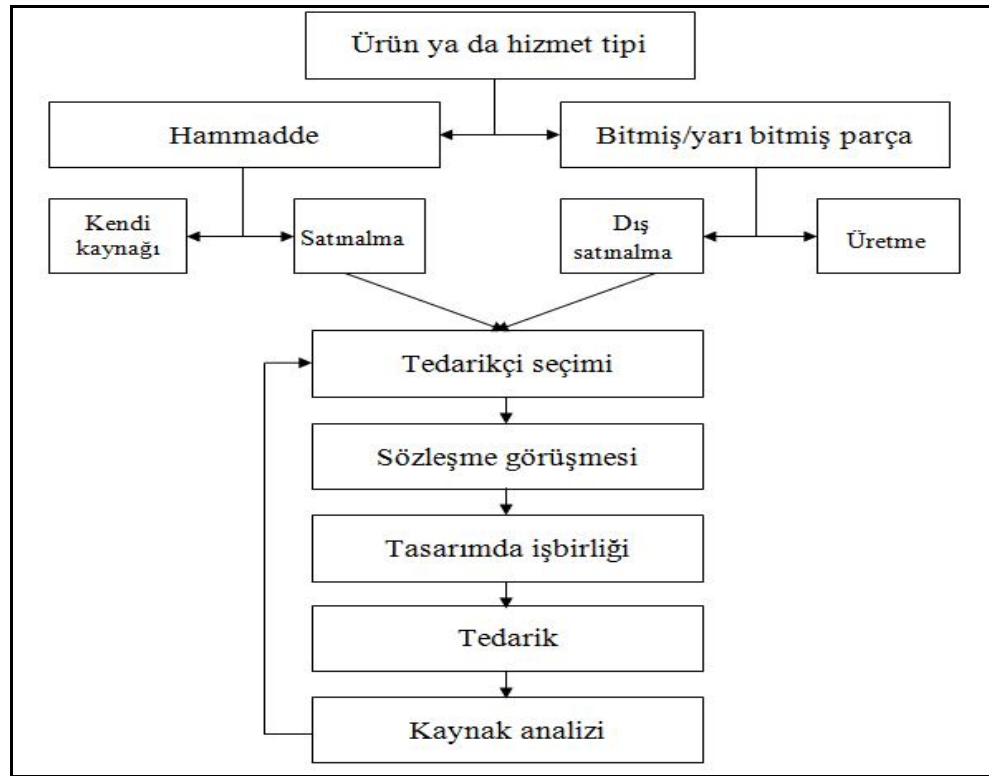 Ürün ya da hizmet tipi
Hammadde
Bitmiş/yarı bitmiş parça
Kendi
kaynağı
Satınalma
Dış
satınalma
Üretme
Tedarikçi seçimi
Sözleşme görüşmesi
Tasarımda işbirliği
Tedarik
Kaynak analizi